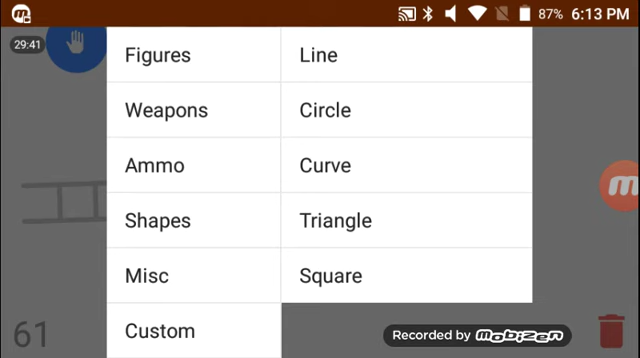 87% 6:13 PM
29:41
Figures Line
Weapons Circle
Ammo Curve
Shapes Triangle
Misc Square
Custom
61
Recorded by mobizen